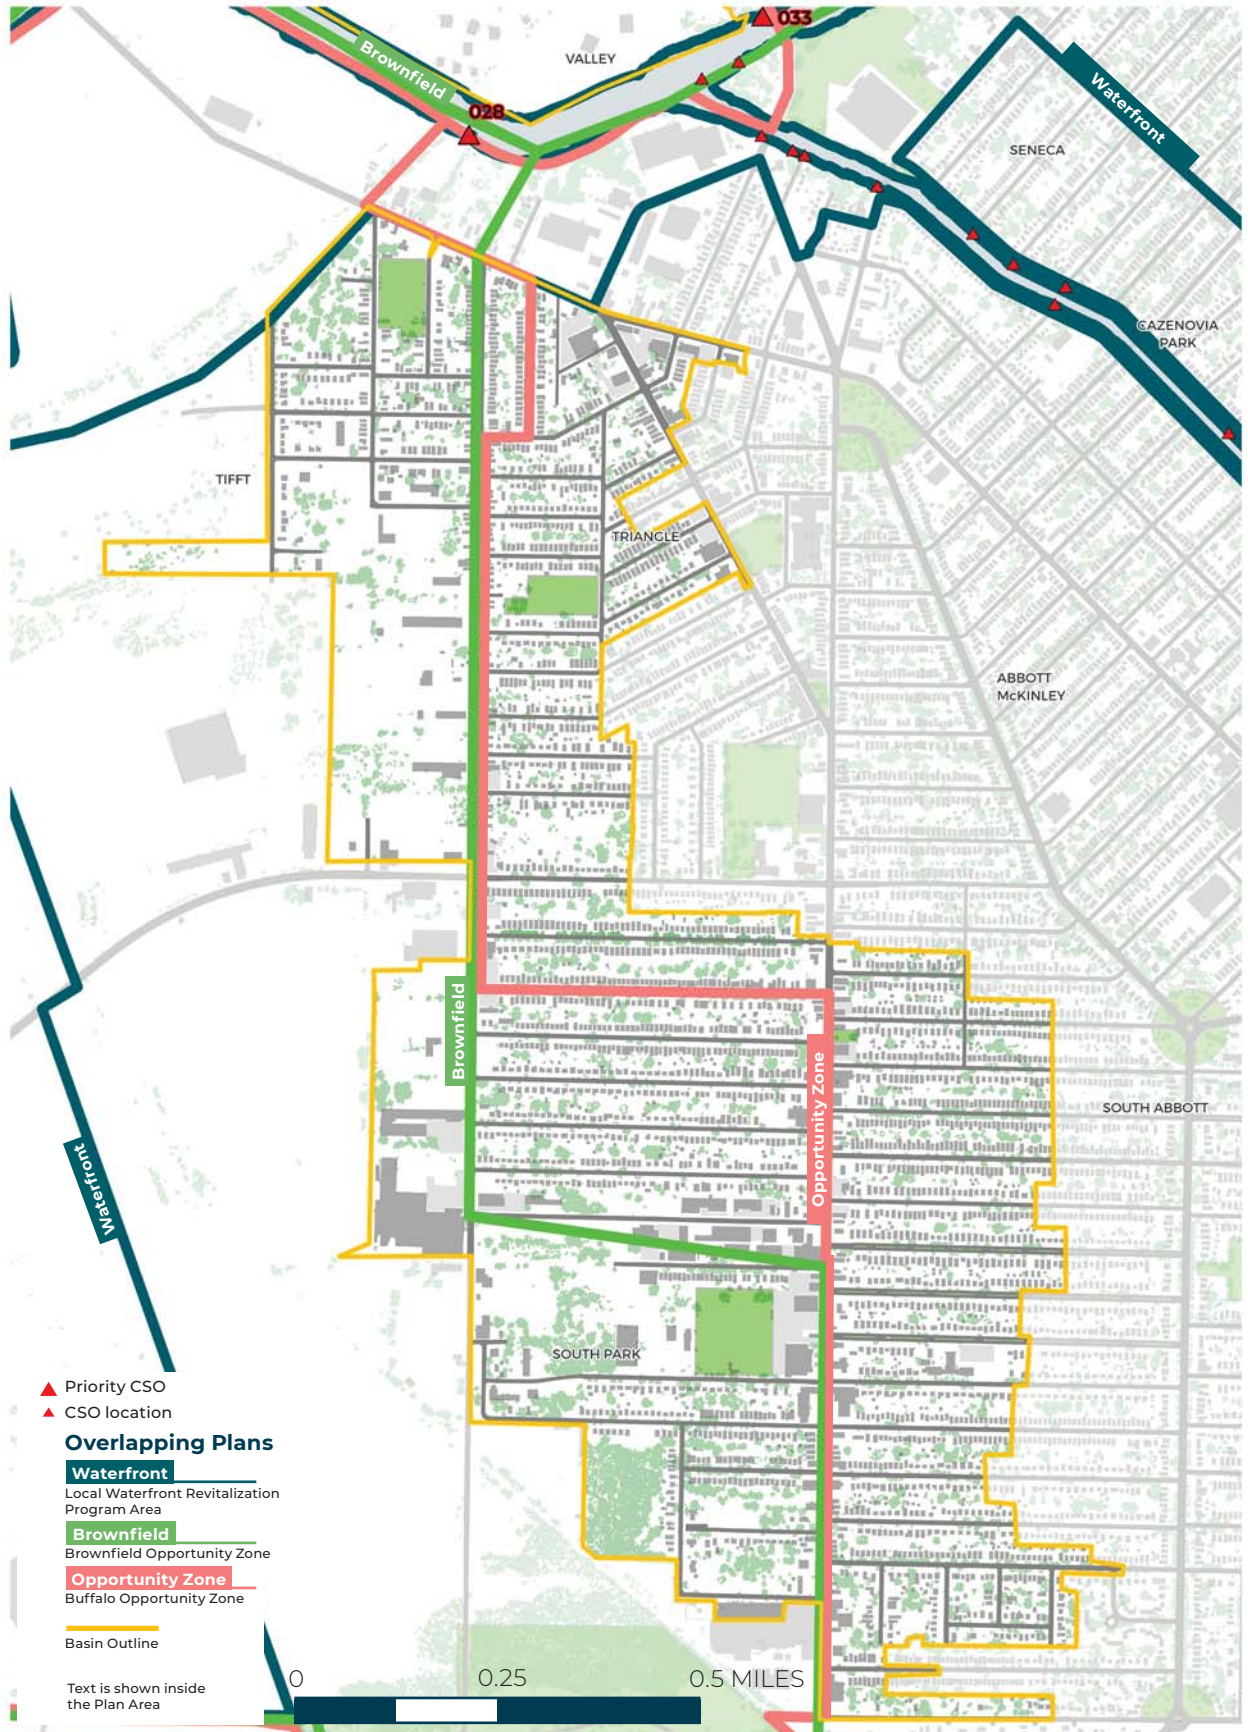 033
VALLEY
Brownfield
028
Waterfront
SENECA
CAZENOVIA
PARK
TIFFT
TRIANGLE
ABBOTT
McKINLEY
Brownfield
Opportunity Zone
SOUTH ABBOTT
Waterfront
SOUTH PARK
Priority CSO
CSO location
Overlapping Plans
Waterfront
Local Waterfront Revitalization
Program Area
Brownfield
Brownfield Opportunity Zone
Opportunity Zone
Buffalo Opportunity Zone
Basin Outline
Text is shown inside
the Plan Area
0 0.25 0.5 MILES